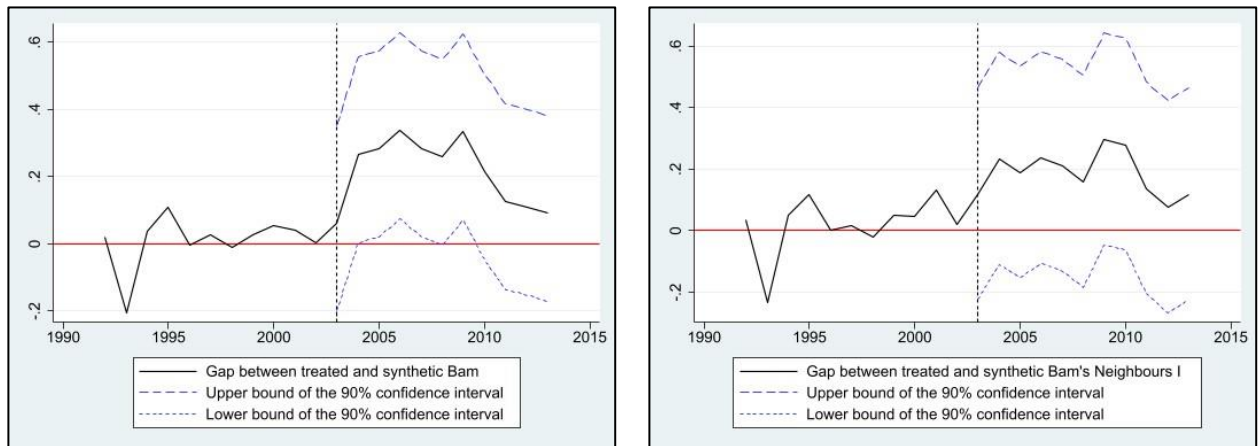 .6
.4
.2
0
-.2
1990 1995 2000 2005 2010 2015
Gap between treated and synthetic Bam
Upper bound of the 90% confidence interval
Lower bound of the 90% confidence interval
.6
.4
.2
0
-.2
1990 1995 2000 2005 2010 2015
Gap between treated and synthetic Bam's Neighbours I
Upper bound of the 90% confidence interval
Lower bound of the 90% confidence interval